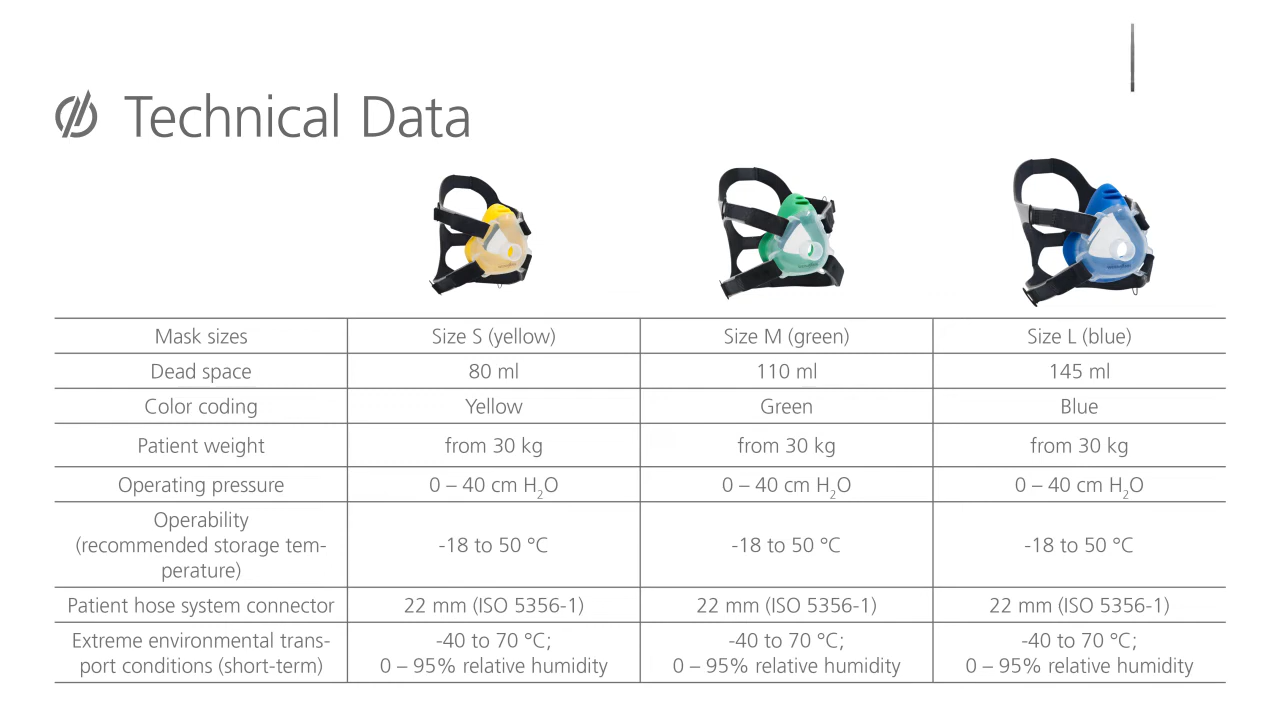 Technical Data
Mask sizes Size S (yellow) Size M (green) Size L (blue)
Dead space 80 ml 110 ml 145 ml
Color coding Yellow Green Blue
Patient weight from 30 kg from 30 kg from 30 kg
Operating pressure 0 – 40 cm H₂O 0 – 40 cm H₂O 0 – 40 cm H₂O
Operability
(recommended storage tem-
perature) -18 to 50 °C -18 to 50 °C -18 to 50 °C
Patient hose system connector 22 mm (ISO 5356-1) 22 mm (ISO 5356-1) 22 mm (ISO 5356-1)
Extreme environmental trans- -40 to 70 °C; -40 to 70 °C; -40 to 70 °C;
port conditions (short-term) 0 – 95% relative humidity 0 – 95% relative humidity 0 – 95% relative humidity